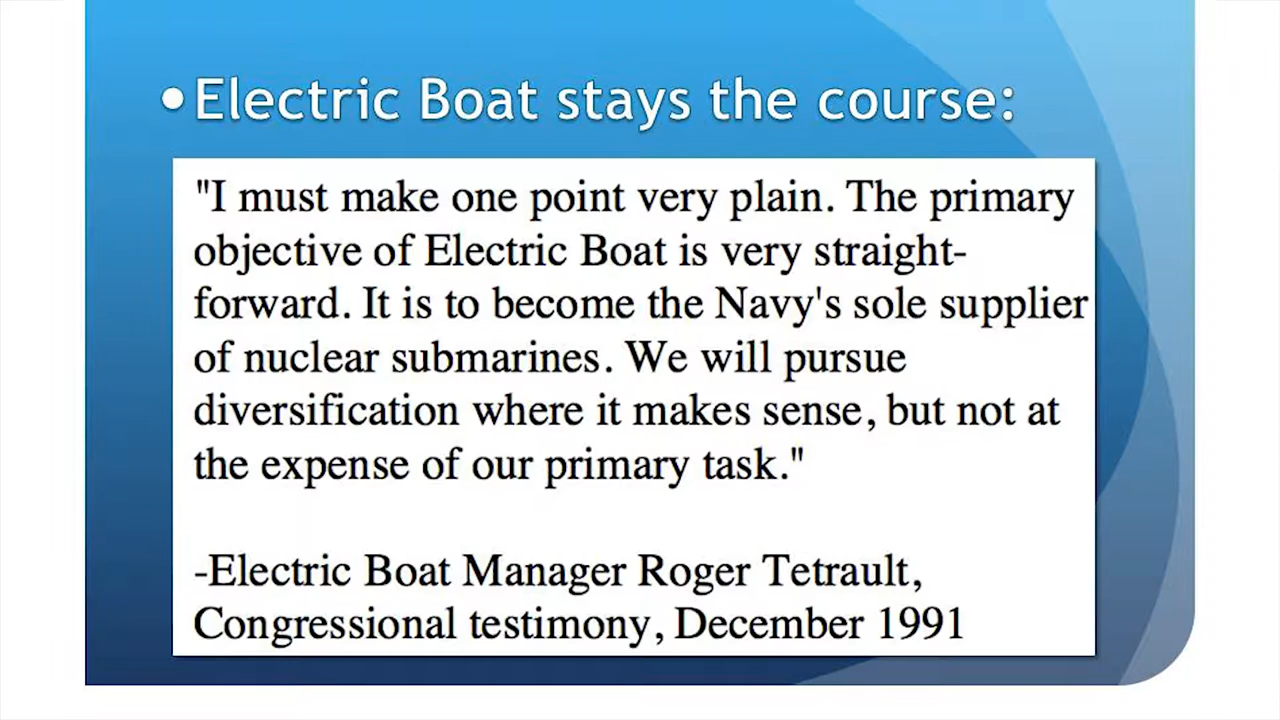 •Electric Boat stays the course:
"I must make one point very plain. The primary
objective of Electric Boat is very straight-
forward. It is to become the Navy's sole supplier
of nuclear submarines. We will pursue
diversification where it makes sense, but not at
the expense of our primary task."
-Electric Boat Manager Roger Tetrault,
Congressional testimony, December 1991